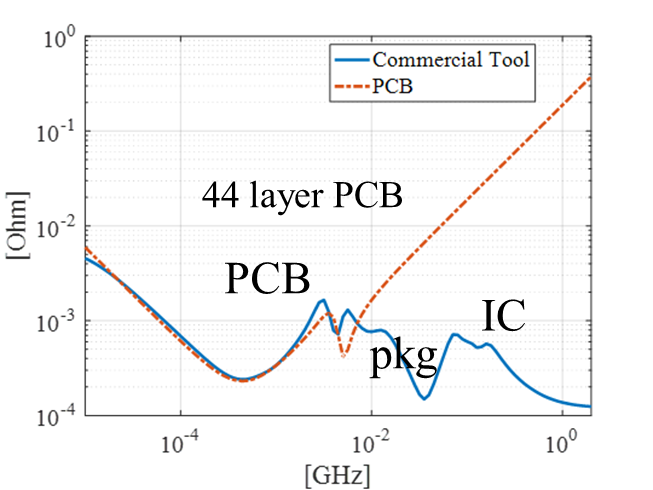 10^0
Commercial Tool
PCB
10^-1
44 layer PCB
10^-2
[Ohm]
PCB
10^-3
IC
pkg
10^-4
10^-4
10^-2
10^0
[GHz]